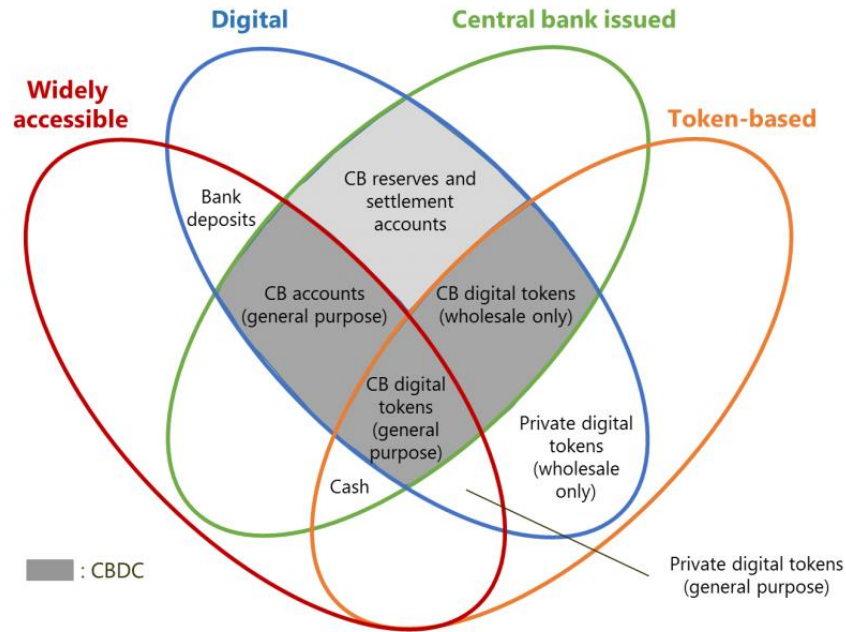 Digital
Central bank issued
Widely
accessible
Token-based
Bank
deposits
CB reserves and
settlement
accounts
CB accounts
(general purpose)
CB digital tokens
(wholesale only)
CB digital
tokens
(general
purpose)
Private digital
tokens
(wholesale
only)
Cash
Private digital tokens
(general purpose)
: CBDC